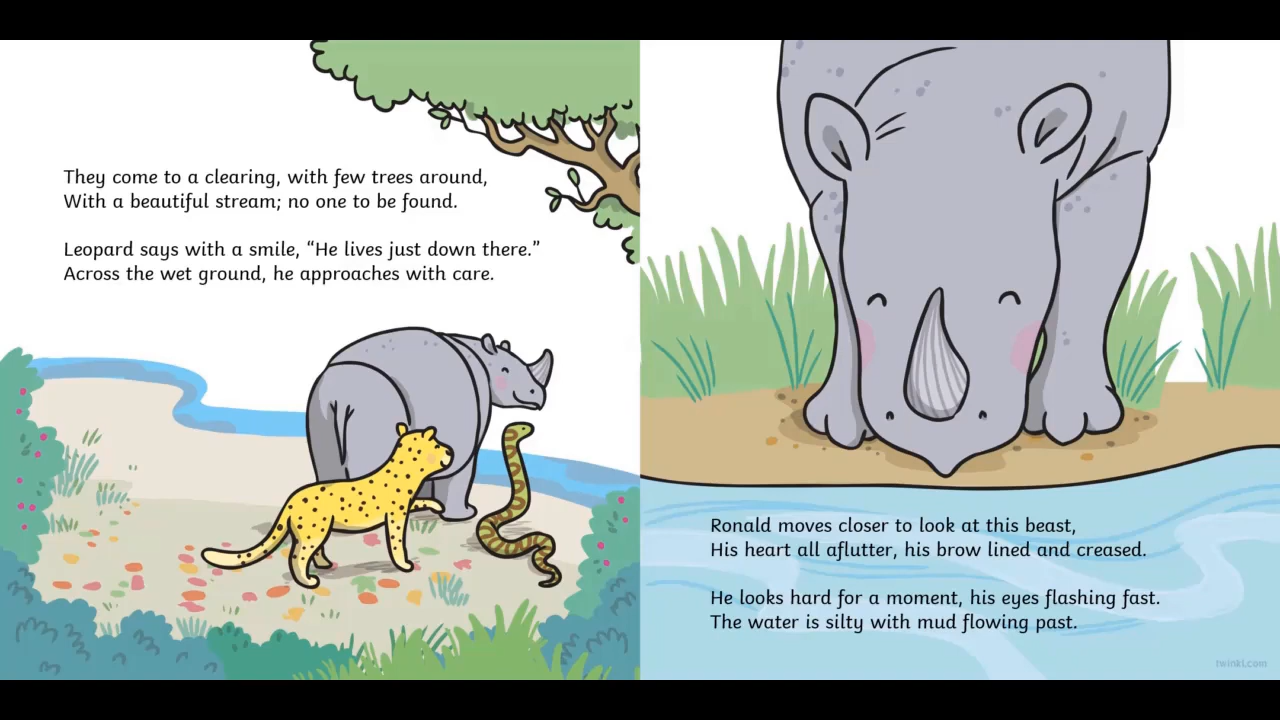 They come to a clearing, with few trees around,
With a beautiful stream; no one to be found.
Leopard says with a smile, “He lives just down there.”
Across the wet ground, he approaches with care.
Ronald moves closer to look at this beast,
His heart all aflutter, his brow lined and creased.
He looks hard for a moment, his eyes flashing fast.
The water is silty with mud flowing past.
twinkl.com